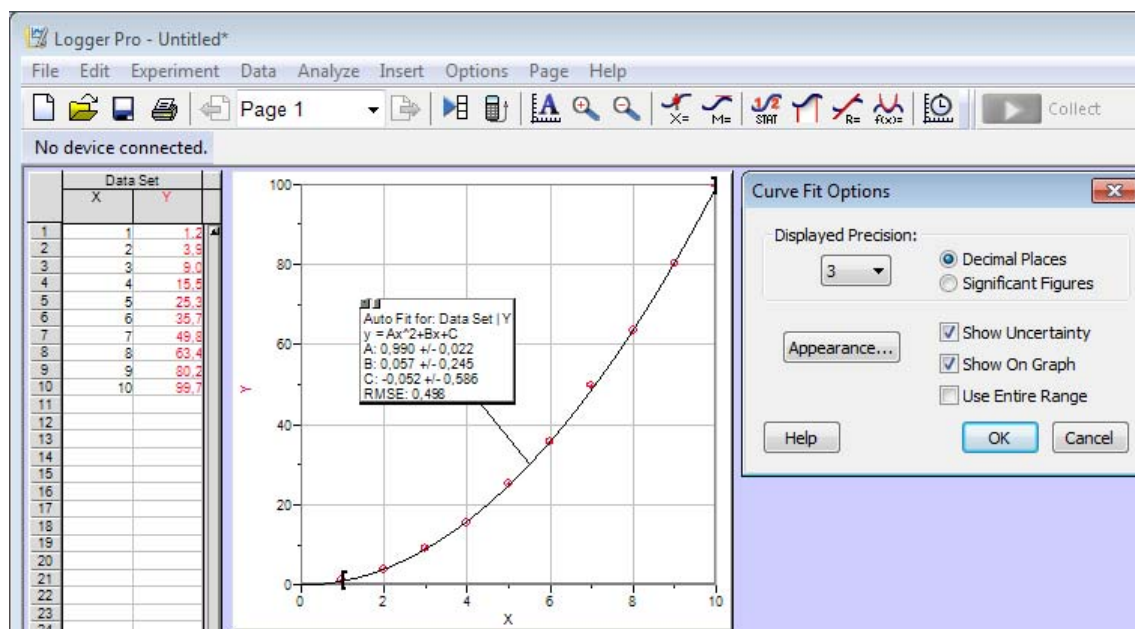 Logger Pro - Untitled*
File Edit Experiment Data Analyze Insert Options Page Help
Page 1 X= M= STAT R= f(x)= Collect
No device connected.
Data Set
X Y
1 1 1,2
2 2 3,9
3 3 9,0
4 4 15,5
5 5 25,3
6 6 35,7
7 7 49,8
8 8 63,4
9 9 80,2
10 10 99,7
11
12
13
14
15
16
17
18
19
20
21
22
23
24
100
80
60
40
20
0
Y
Auto Fit for: Data Set | Y
y = Ax^2+Bx+C
A: 0,990 +/- 0,022
B: 0,057 +/- 0,245
C: -0,052 +/- 0,586
RMSE: 0,498
0 2 4 6 8 10
X
Curve Fit Options
Displayed Precision:
3
Decimal Places
Significant Figures
Appearance...
Show Uncertainty
Show On Graph
Use Entire Range
Help OK Cancel